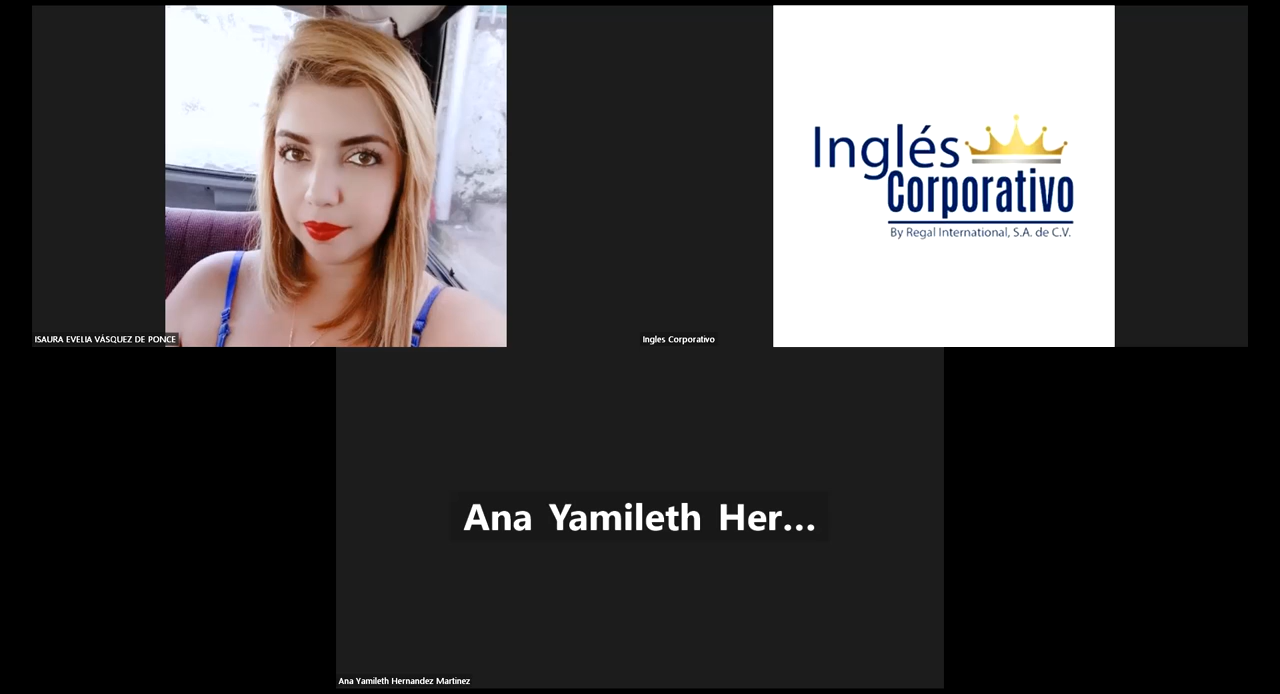 Inglés
Corporativo
By Regal International, S.A. de C.V.
ISAURA EVELIA VÁSQUEZ DE PONCE
Ingles Corporativo
Ana Yamileth Her...
Ana Yamileth Hernandez Martinez